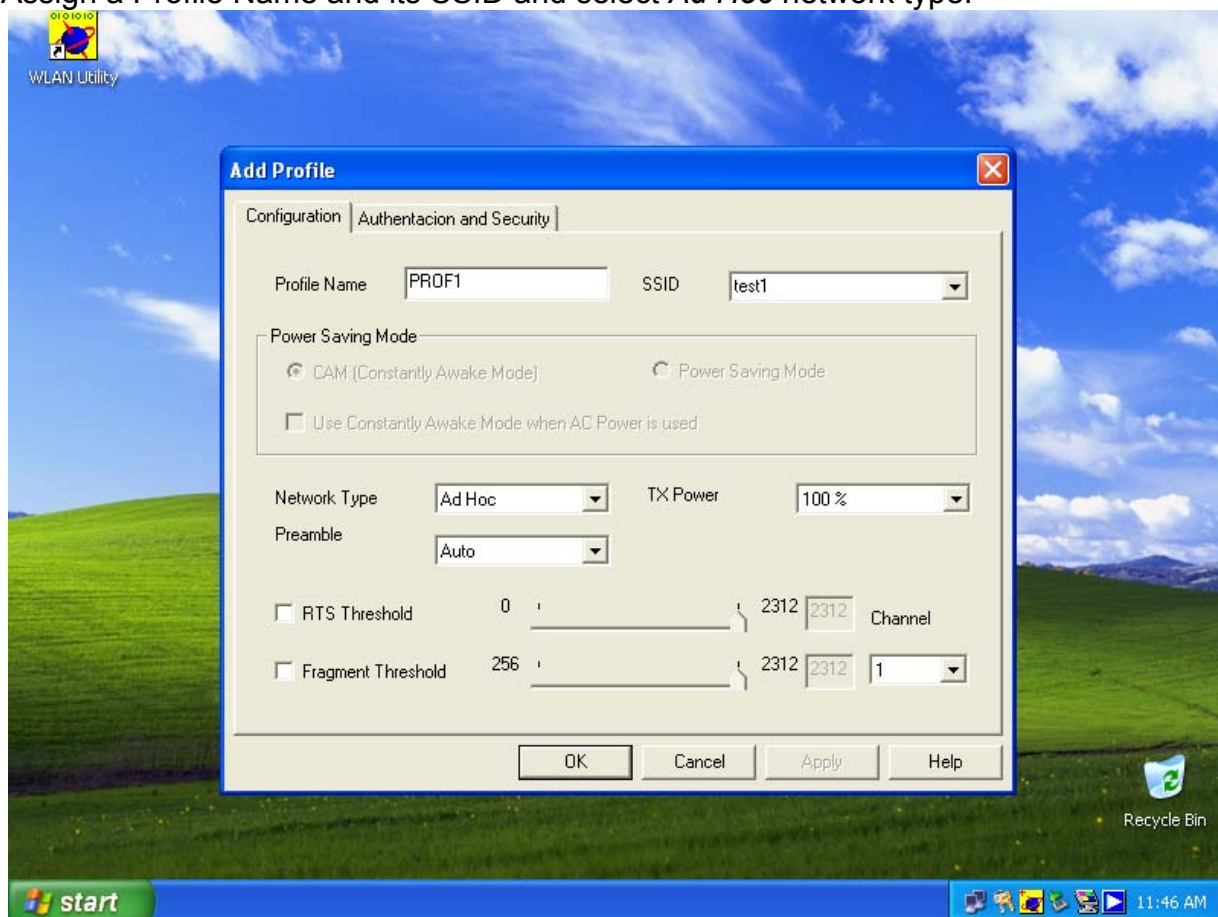 Assign a Profile Name and its SSID and select Ad Hoc network type.
01010101
WLAN Utility
Add Profile
Configuration
Authentacion and Security
Profile Name
PROF1
SSID
test1
Power Saving Mode
CAM (Constantly Awake Mode)
Power Saving Mode
Use Constantly Awake Mode when AC Power is used
Network Type
Ad Hoc
TX Power
100 %
Preamble
Auto
RTS Threshold
0
2312
2312
Channel
Fragment Threshold
256
2312
2312
1
OK
Cancel
Apply
Help
Recycle Bin
start
11:46 AM